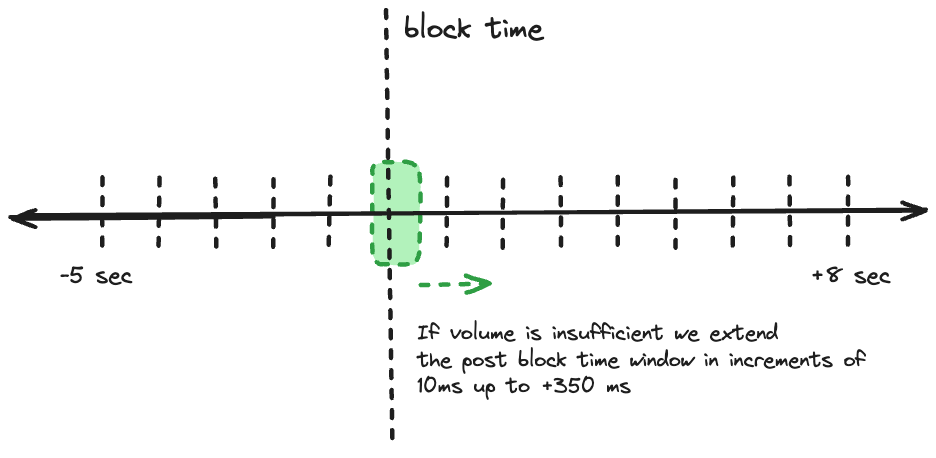 block time
-5 sec
+8 sec
If volume is insufficient we extend
the post block time window in increments of
10ms up to +350 ms